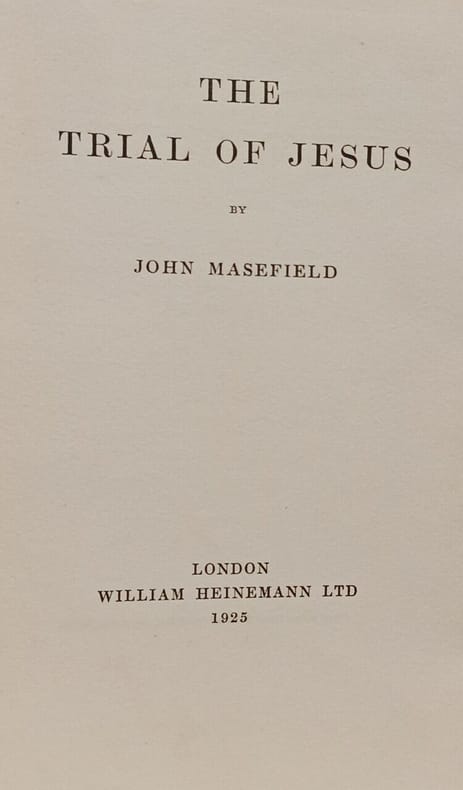 THE
TRIAL OF JESUS
BY
JOHN MASEFIELD
LONDON
WILLIAM HEINEMANN LTD
1925